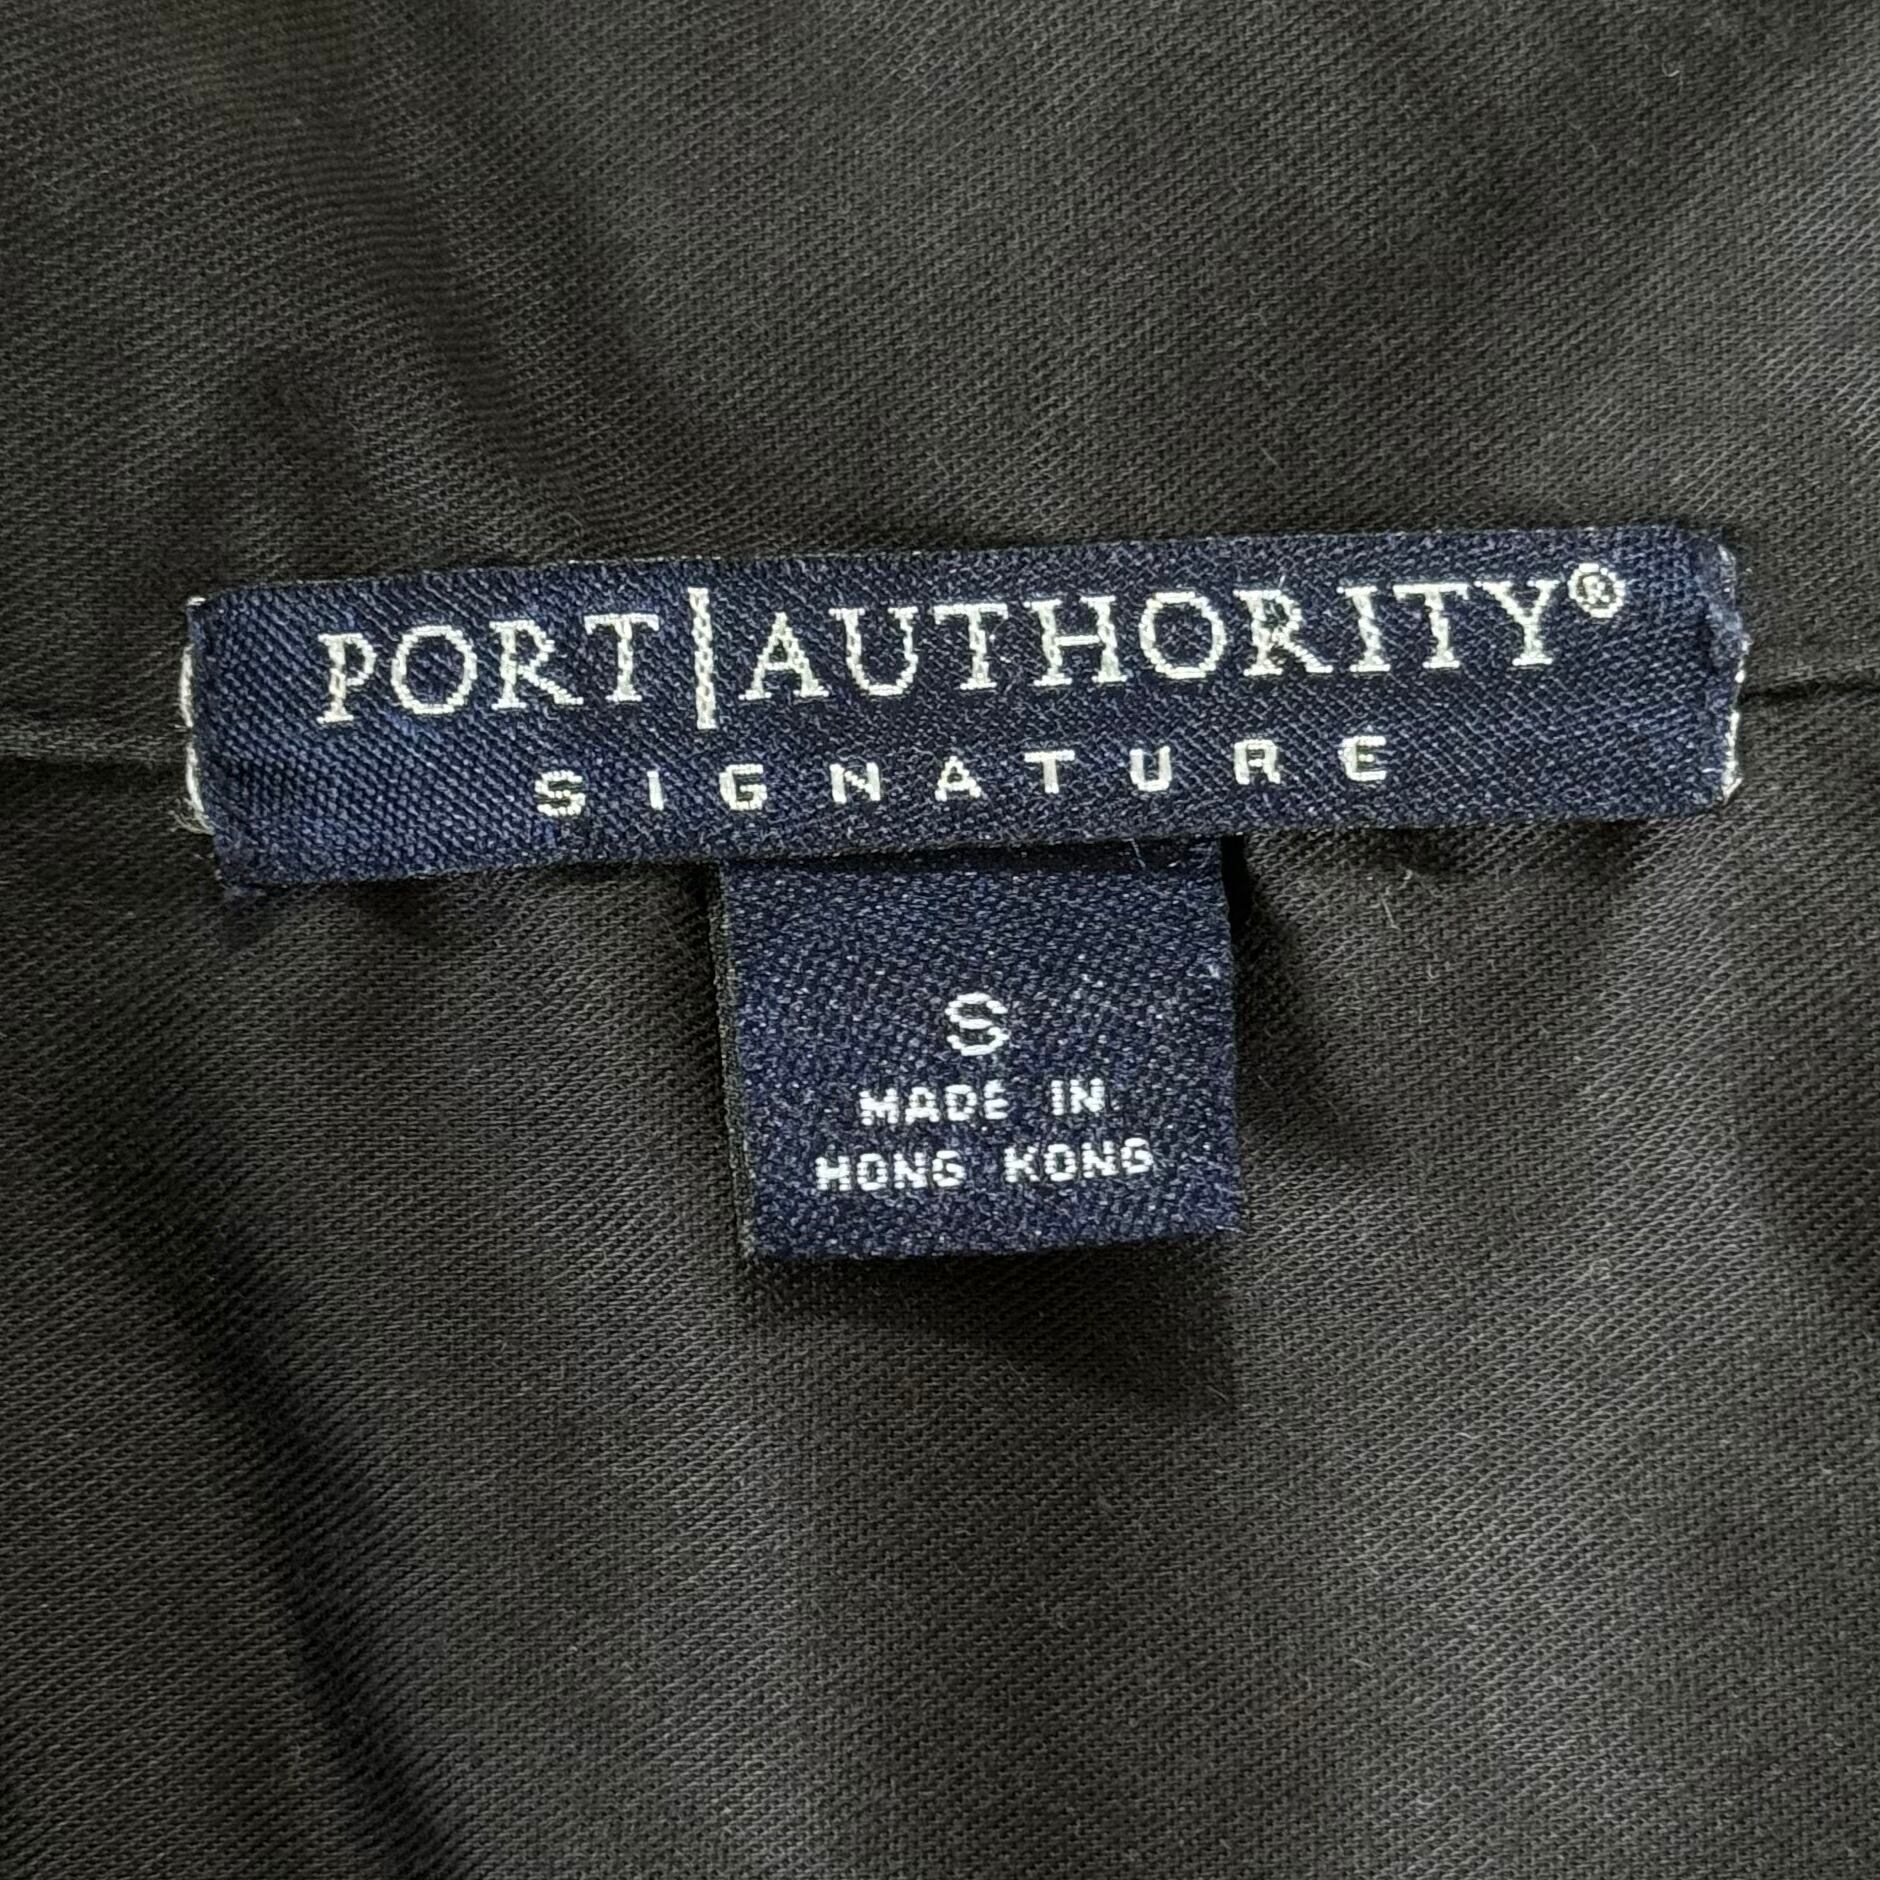 PORT|AUTHORITY®
SIGNATURE
S
MADE IN
HONG KONG